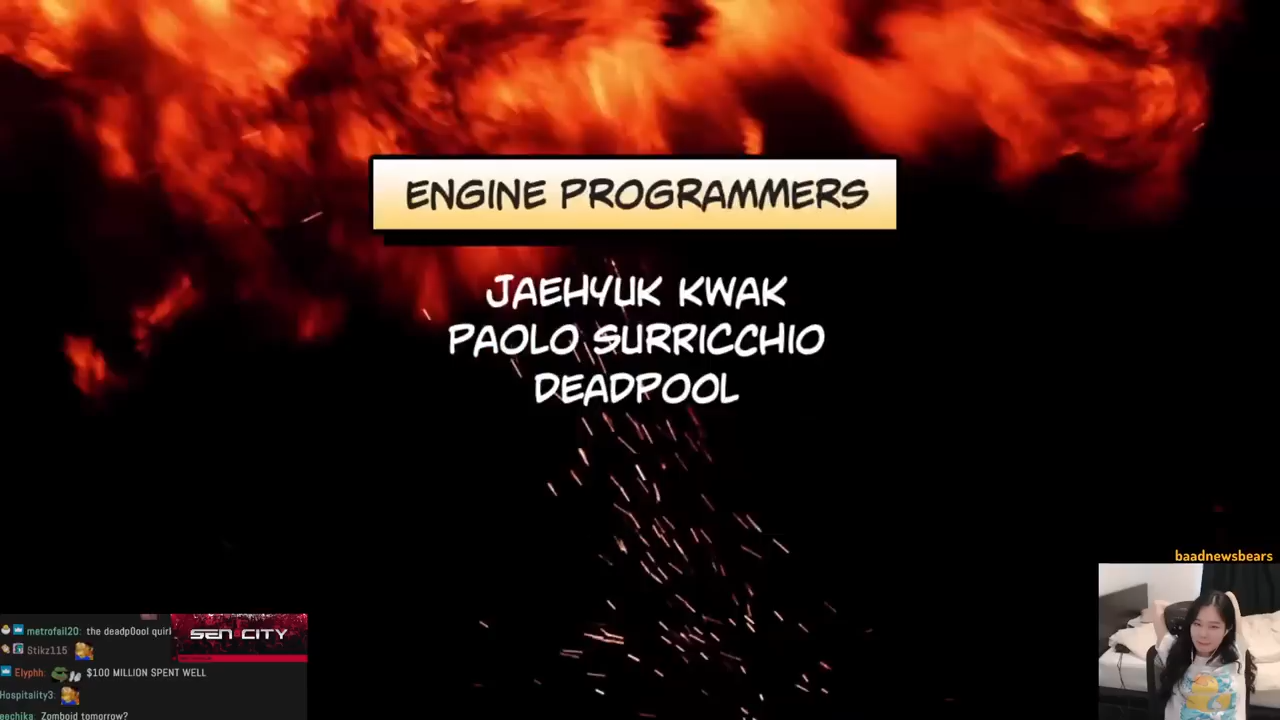 ENGINE PROGRAMMERS
JAEHYUK KWAK
PAOLO SURRICCHIO
DEADPOOL
baadnewsbears
metrofail20: the deadp0ool quirl
SEN CITY
Stikz115
Elyphh: $100 MILLION SPENT WELL
Hospitality3:
eechika: Zomboid tomorrow?